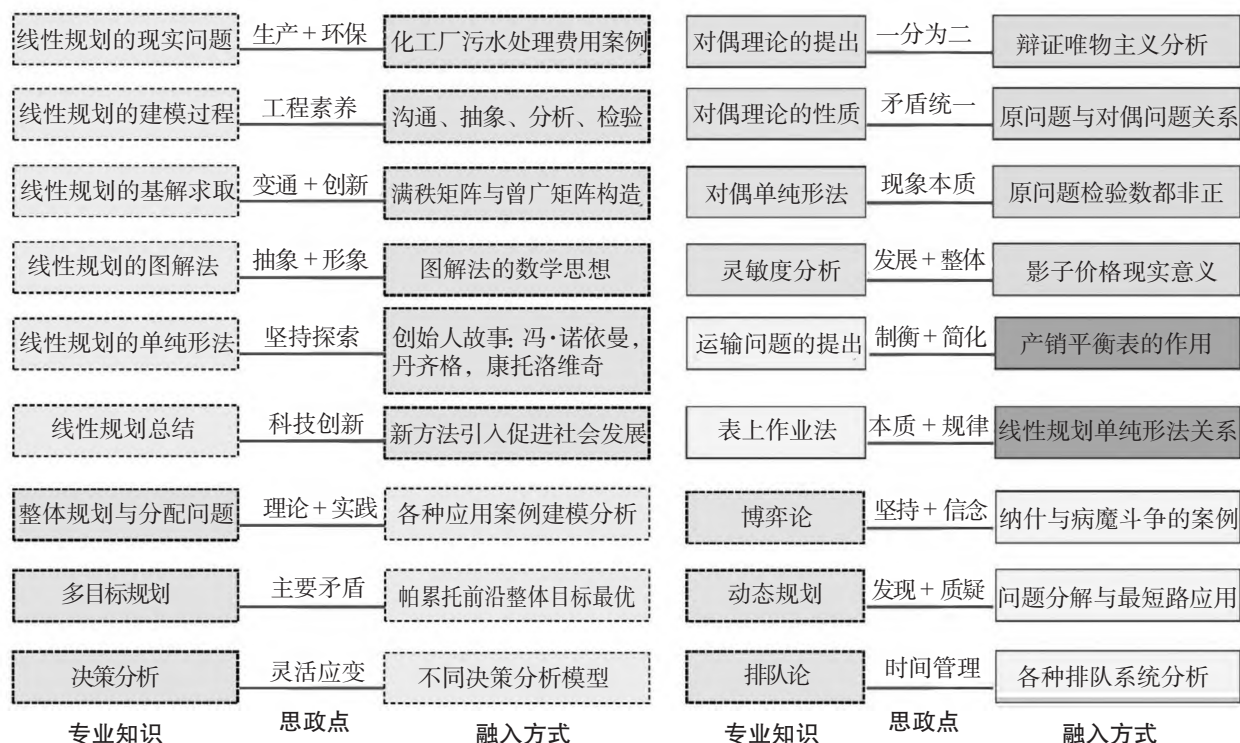 线性规划的现实问题
生产+环保
化工厂污水处理费用案例
线性规划的建模过程
工程素养
沟通、抽象、分析、检验
线性规划的基解求取
变通+创新
满秩矩阵与曾广矩阵构造
线性规划的图解法
抽象+形象
图解法的数学思想
线性规划的单纯形法
坚持探索
创始人故事: 冯·诺依曼,
丹齐格, 康托洛维奇
线性规划总结
科技创新
新方法引入促进社会发展
整体规划与分配问题
理论+实践
各种应用案例建模分析
多目标规划
主要矛盾
帕累托前沿整体目标最优
决策分析
灵活应变
不同决策分析模型
专业知识
思政点
融入方式
对偶理论的提出
一分为二
辩证唯物主义分析
对偶理论的性质
矛盾统一
原问题与对偶问题关系
对偶单纯形法
现象本质
原问题检验数都非正
灵敏度分析
发展+整体
影子价格现实意义
运输问题的提出
制衡+简化
产销平衡表的作用
表上作业法
本质+规律
线性规划单纯形法关系
博弈论
坚持+信念
纳什与病魔斗争的案例
动态规划
发现+质疑
问题分解与最短路应用
排队论
时间管理
各种排队系统分析
专业知识
思政点
融入方式